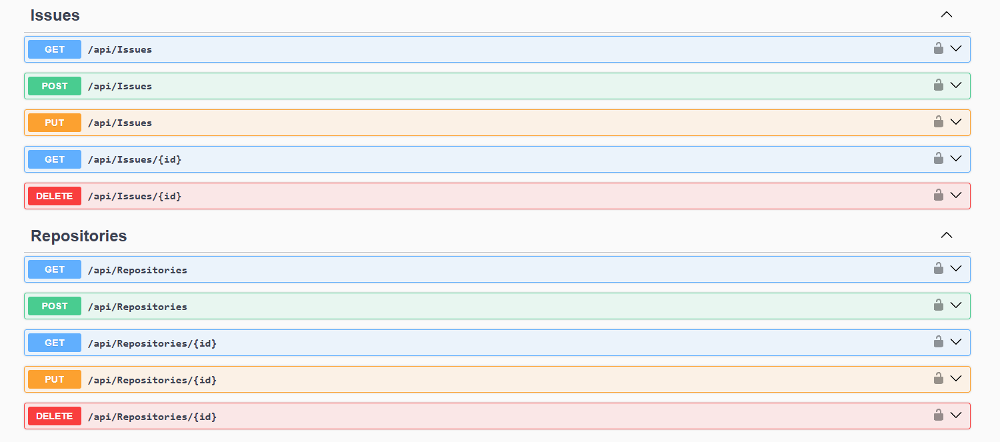 Issues
GET /api/Issues
POST /api/Issues
PUT /api/Issues
GET /api/Issues/{id}
DELETE /api/Issues/{id}
Repositories
GET /api/Repositories
POST /api/Repositories
GET /api/Repositories/{id}
PUT /api/Repositories/{id}
DELETE /api/Repositories/{id}